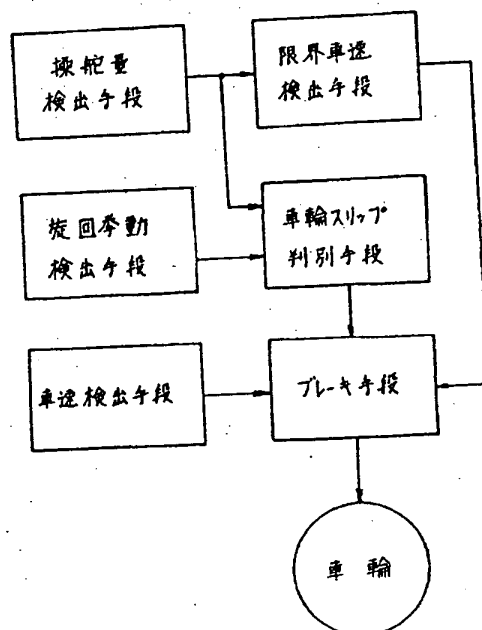 操舵量
検出手段
限界車速
検出手段
旋回挙動
検出手段
車輪スリップ
判別手段
車速検出手段
ブレーキ手段
車輪